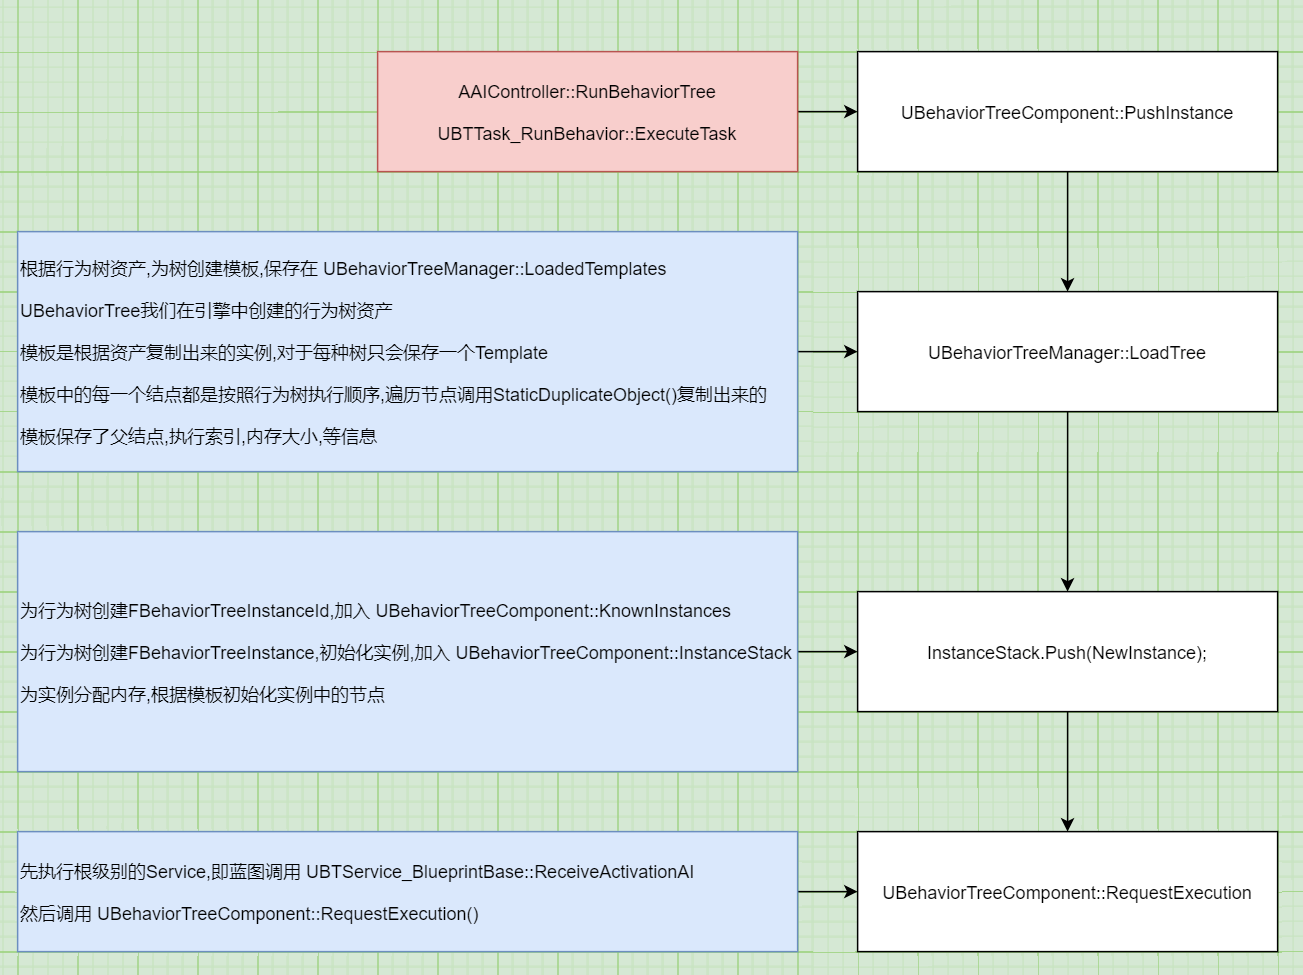 AAIController::RunBehaviorTree
UBTTask_RunBehavior::ExecuteTask
UBehaviorTreeComponent::PushInstance
根据行为树资产,为树创建模板,保存在 UBehaviorTreeManager::LoadedTemplates
UBehaviorTree我们在引擎中创建的行为树资产
模板是根据资产复制出来的实例,对于每种树只会保存一个Template
模板中的每一个结点都是按照行为树执行顺序,遍历节点调用StaticDuplicateObject()复制出来的
模板保存了父结点,执行索引,内存大小,等信息
UBehaviorTreeManager::LoadTree
为行为树创建FBehaviorTreeInstanceId,加入 UBehaviorTreeComponent::KnownInstances
为行为树创建FBehaviorTreeInstance,初始化实例,加入 UBehaviorTreeComponent::InstanceStack
为实例分配内存,根据模板初始化实例中的节点
InstanceStack.Push(NewInstance);
先执行根级别的Service,即蓝图调用 UBTService_BlueprintBase::ReceiveActivationAI
然后调用 UBehaviorTreeComponent::RequestExecution()
UBehaviorTreeComponent::RequestExecution